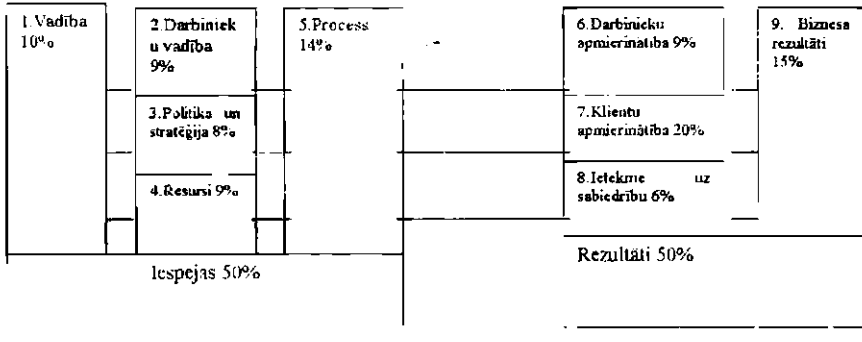 1.Vadība
10%
2.Darbiniek
u vadība
9%
3.Politika un
stratēģija 8%
4.Resursi 9%
5.Process
14%
Iespejas 50%
6.Darbinieku
apmierinātība 9%
7.Klientu
apmierinātība 20%
8.Ietekme uz
sabiedrību 6%
9. Biznesa
rezultāti
15%
Rezultāti 50%